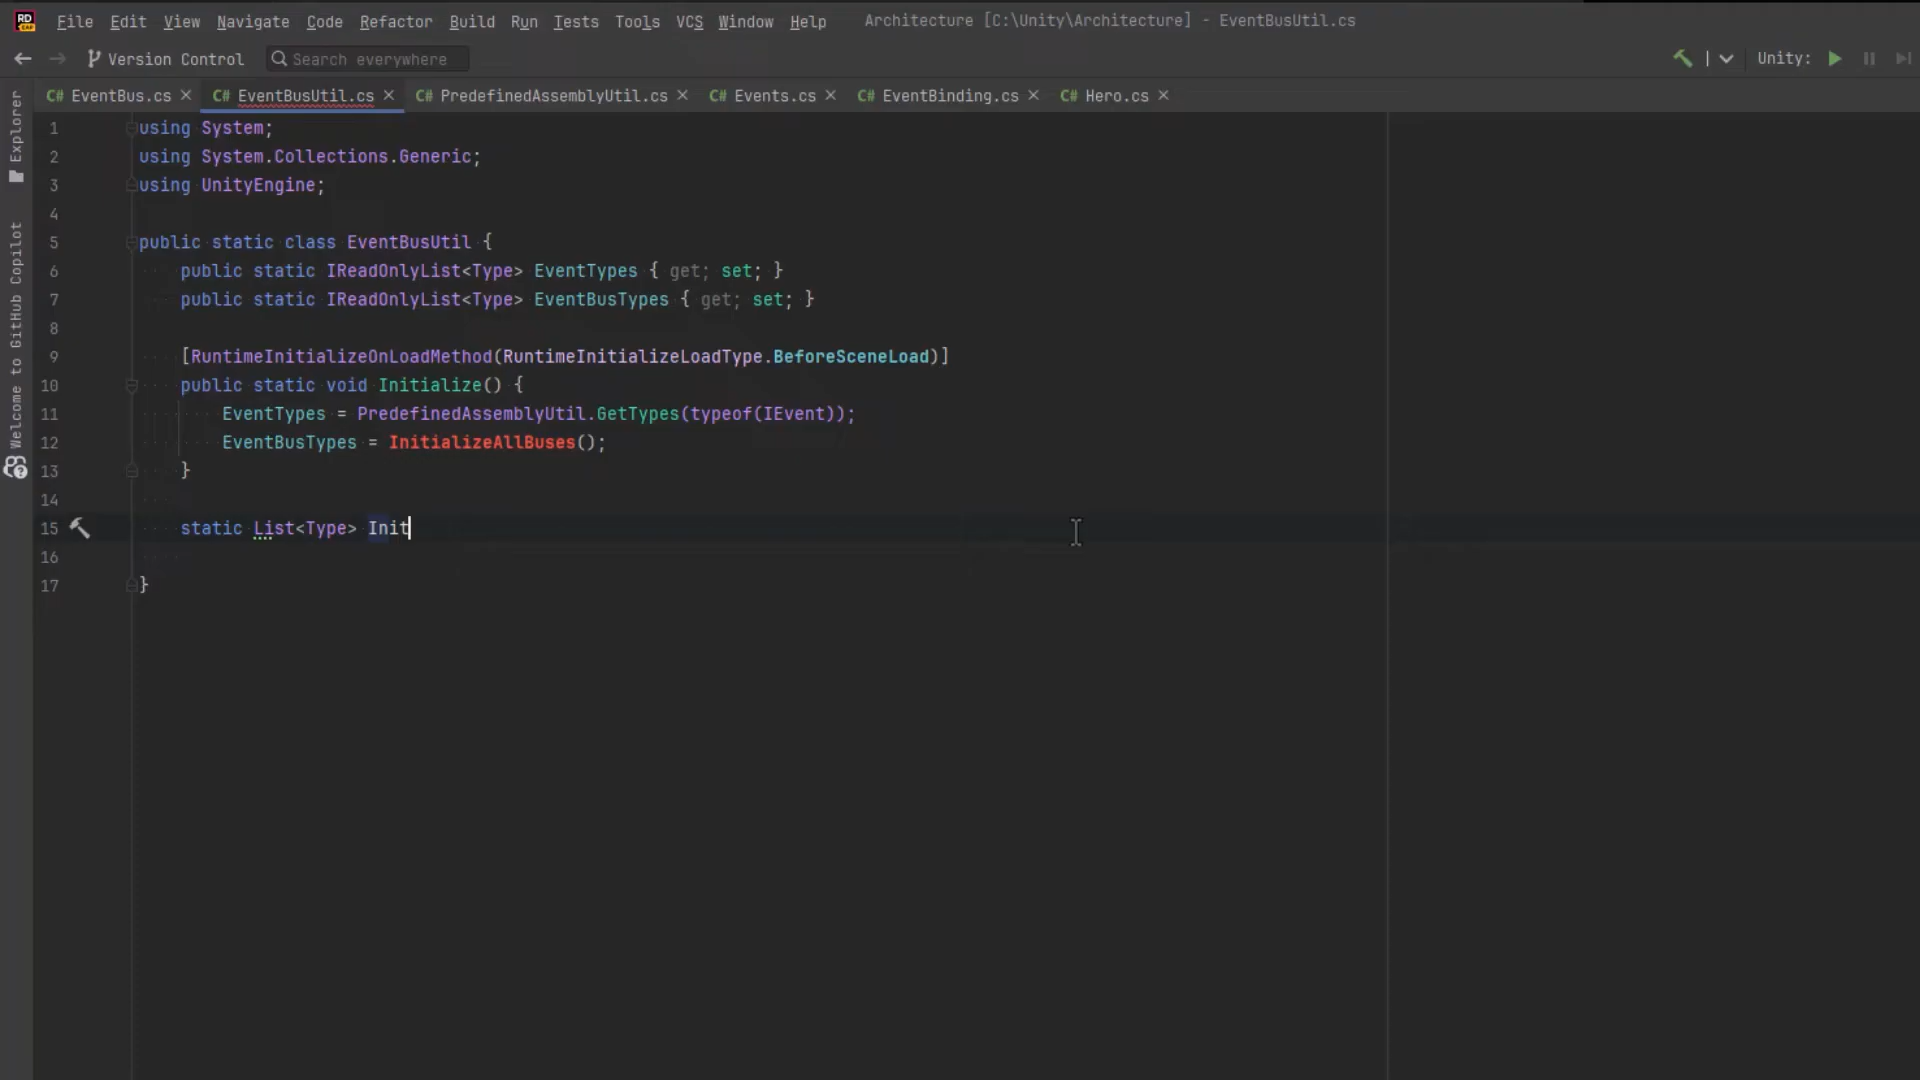 RD
EAP
File Edit View Navigate Code Refactor Build Run Tests Tools VCS Window Help Architecture [C:\Unity\Architecture] - EventBusUtil.cs
Version Control Search everywhere Unity:
C# EventBus.cs C# EventBusUtil.cs C# PredefinedAssemblyUtil.cs C# Events.cs C# EventBinding.cs C# Hero.cs
Explorer
Welcome to GitHub Copilot
1 using System;
2 using System.Collections.Generic;
3 using UnityEngine;
4
5 public static class EventBusUtil {
6 public static IReadOnlyList<Type> EventTypes { get; set; }
7 public static IReadOnlyList<Type> EventBusTypes { get; set; }
8
9 [RuntimeInitializeOnLoadMethod(RuntimeInitializeLoadType.BeforeSceneLoad)]
10 public static void Initialize() {
11 EventTypes = PredefinedAssemblyUtil.GetTypes(typeof(IEvent));
12 EventBusTypes = InitializeAllBuses();
13 }
14
15 static List<Type> Init
16
17 }